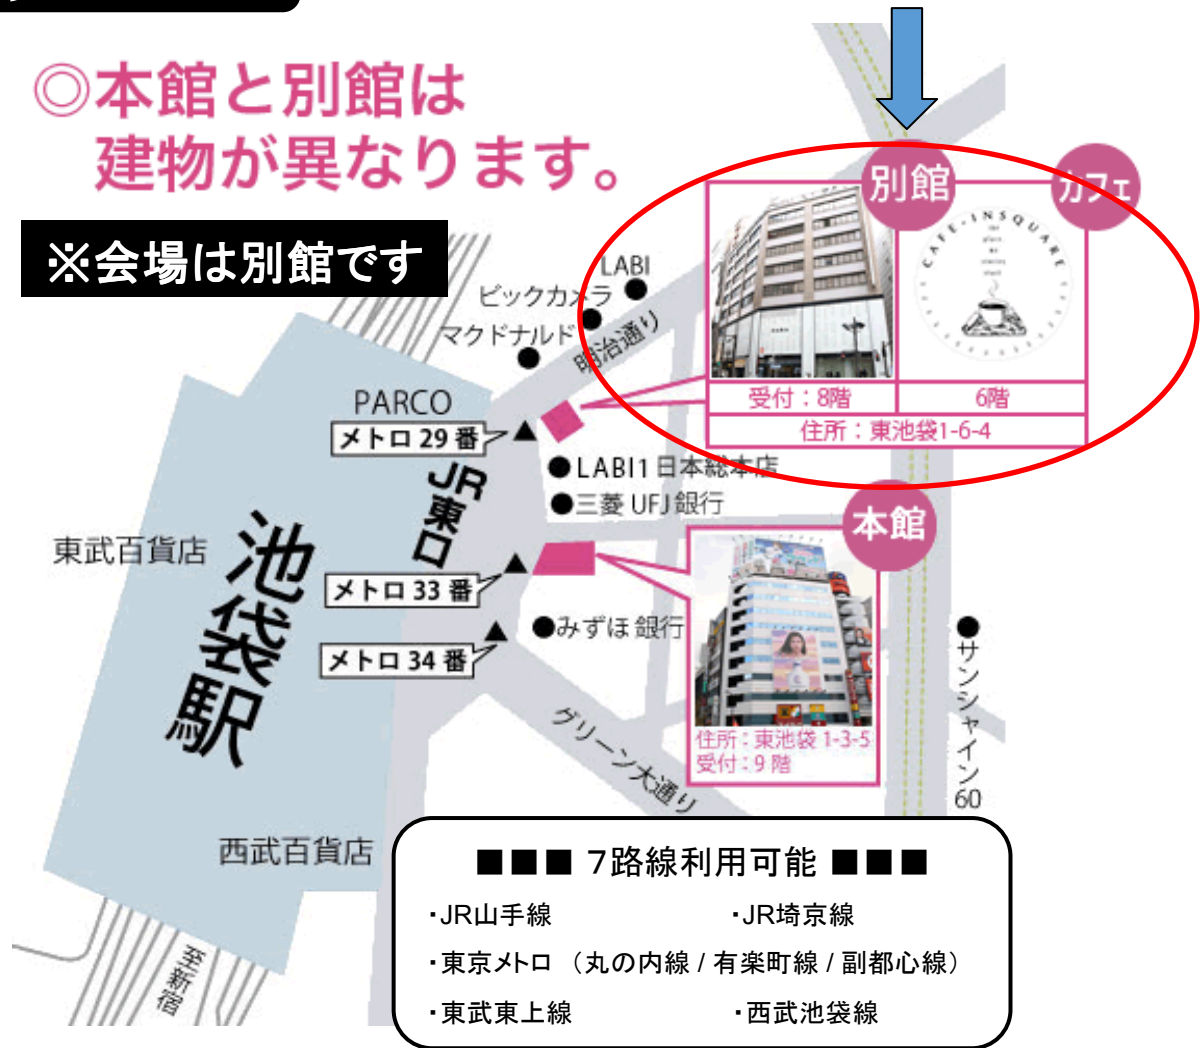 ◎本館と別館は
建物が異なります。
※会場は別館です
別館
カフェ
CAFE-INSQUARE
受付：8階
6階
住所：東池袋1-6-4
LABI
ビックカメラ
マクドナルド
明治通り
PARCO
メトロ 29 番
JR東口
LABI1 日本総本店
三菱 UFJ 銀行
本館
東武百貨店
池袋駅
メトロ 33 番
みずほ 銀行
メトロ 34 番
住所：東池袋 1-3-5
受付：9 階
サンシャイン60
グリーン大通り
西武百貨店
至新宿
■■■ 7路線利用可能 ■■■
・JR山手線
・JR埼京線
・東京メトロ （丸の内線 / 有楽町線 / 副都心線）
・東武東上線
・西武池袋線